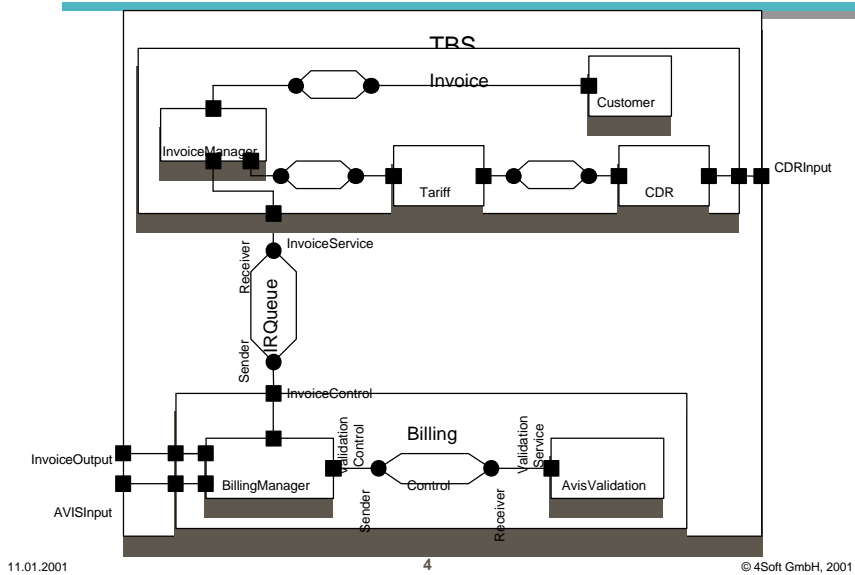 TBS
Invoice
Customer
InvoiceManager
Tariff
CDR
CDRInput
InvoiceService
Receiver
IRQueue
Sender
InvoiceControl
Billing
Validation
Control
Validation
Service
InvoiceOutput
BillingManager
Control
AvisValidation
AVISInput
Sender
Receiver
11.01.2001
4
© 4Soft GmbH, 2001